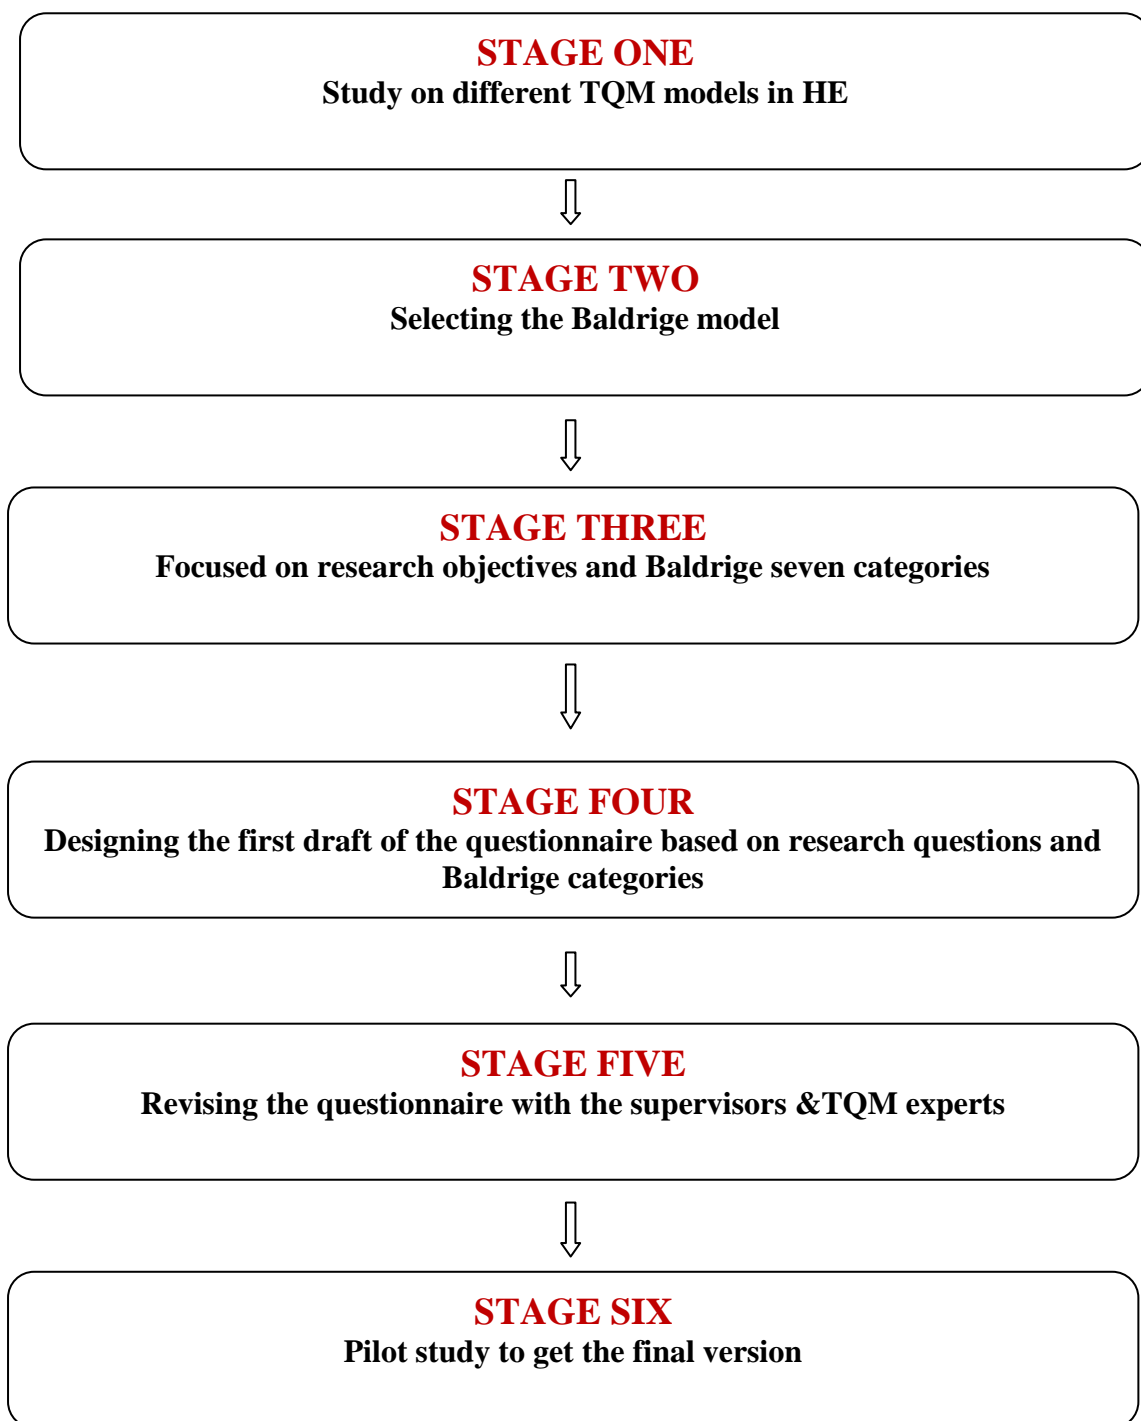 STAGE ONE
Study on different TQM models in HE
STAGE TWO
Selecting the Baldrige model
STAGE THREE
Focused on research objectives and Baldrige seven categories
STAGE FOUR
Designing the first draft of the questionnaire based on research questions and
Baldrige categories
STAGE FIVE
Revising the questionnaire with the supervisors &TQM experts
STAGE SIX
Pilot study to get the final version